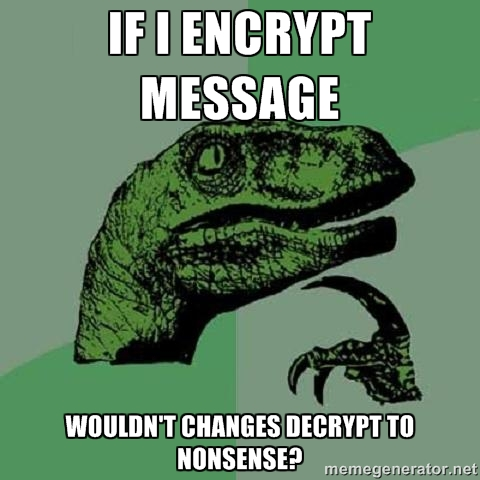 IF I ENCRYPT
MESSAGE
WOULDN'T CHANGES DECRYPT TO
NONSENSE?
memegenerator.net